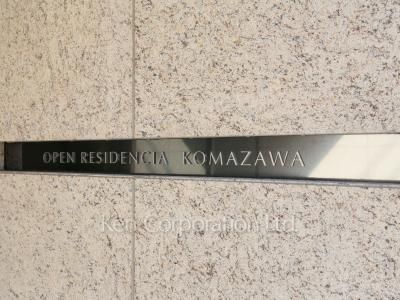 OPEN RESIDENCIA KOMAZAWA
Ken Corporation Ltd.